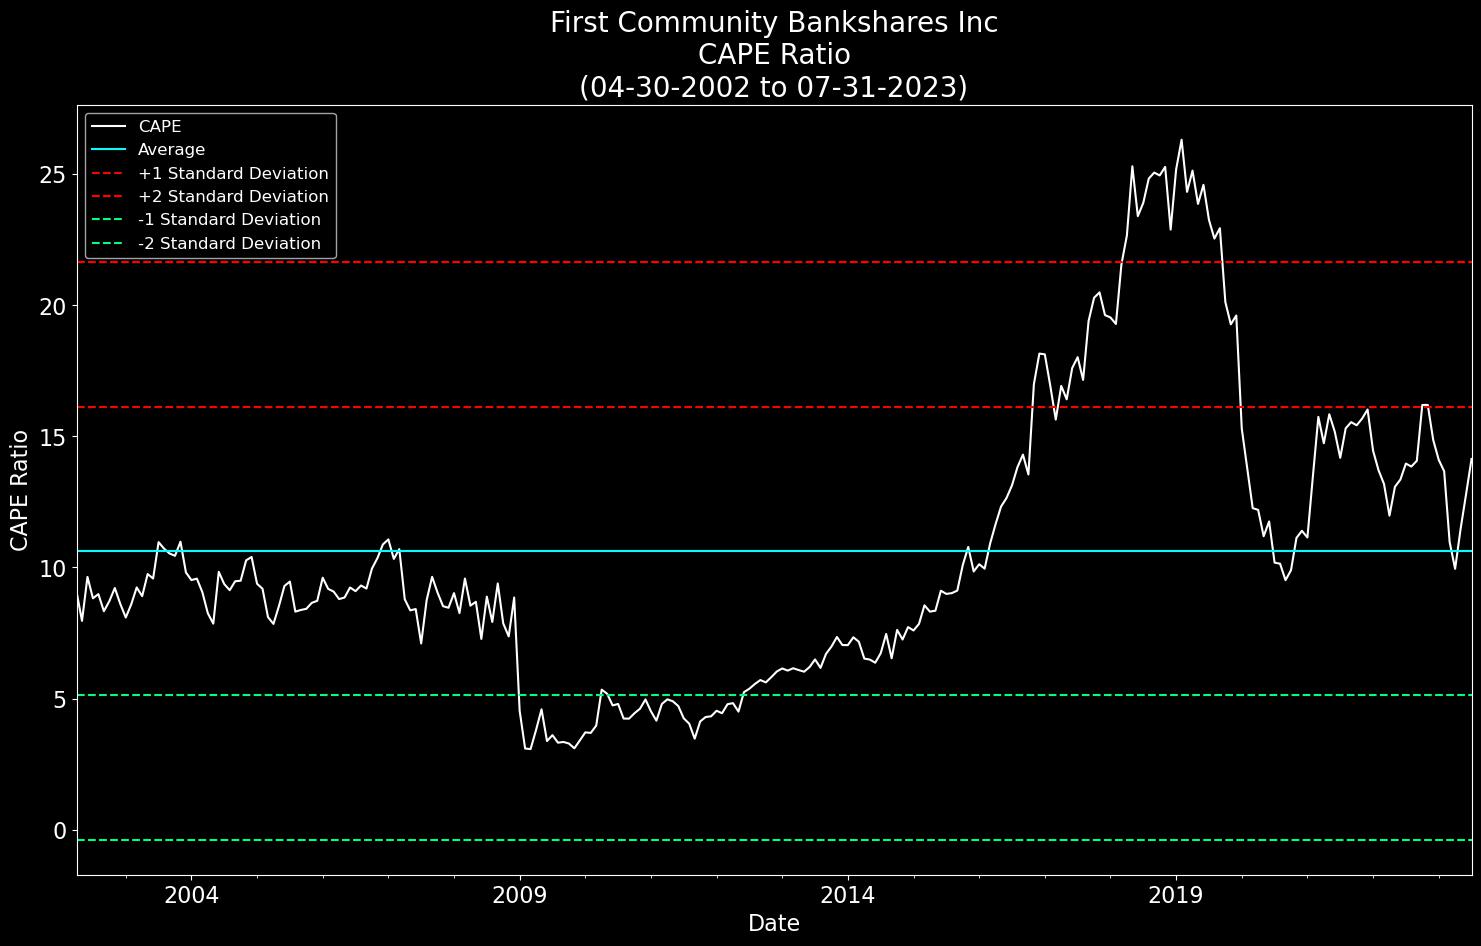 First Community Bankshares Inc
CAPE Ratio
(04-30-2002 to 07-31-2023)
CAPE
Average
+1 Standard Deviation
+2 Standard Deviation
-1 Standard Deviation
-2 Standard Deviation
25
20
15
10
5
0
CAPE Ratio
2004
2009
2014
2019
Date